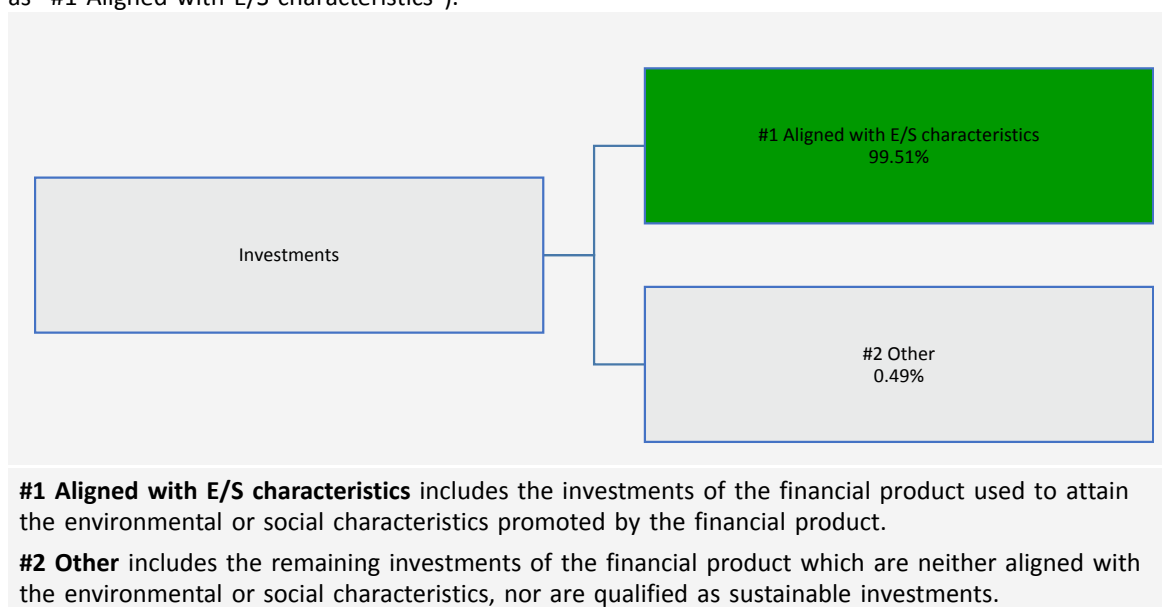 as "#1 Aligned with E/S characteristics").
#1 Aligned with E/S characteristics
99.51%
Investments
#2 Other
0.49%
#1 Aligned with E/S characteristics includes the investments of the financial product used to attain
the environmental or social characteristics promoted by the financial product.
#2 Other includes the remaining investments of the financial product which are neither aligned with
the environmental or social characteristics, nor are qualified as sustainable investments.